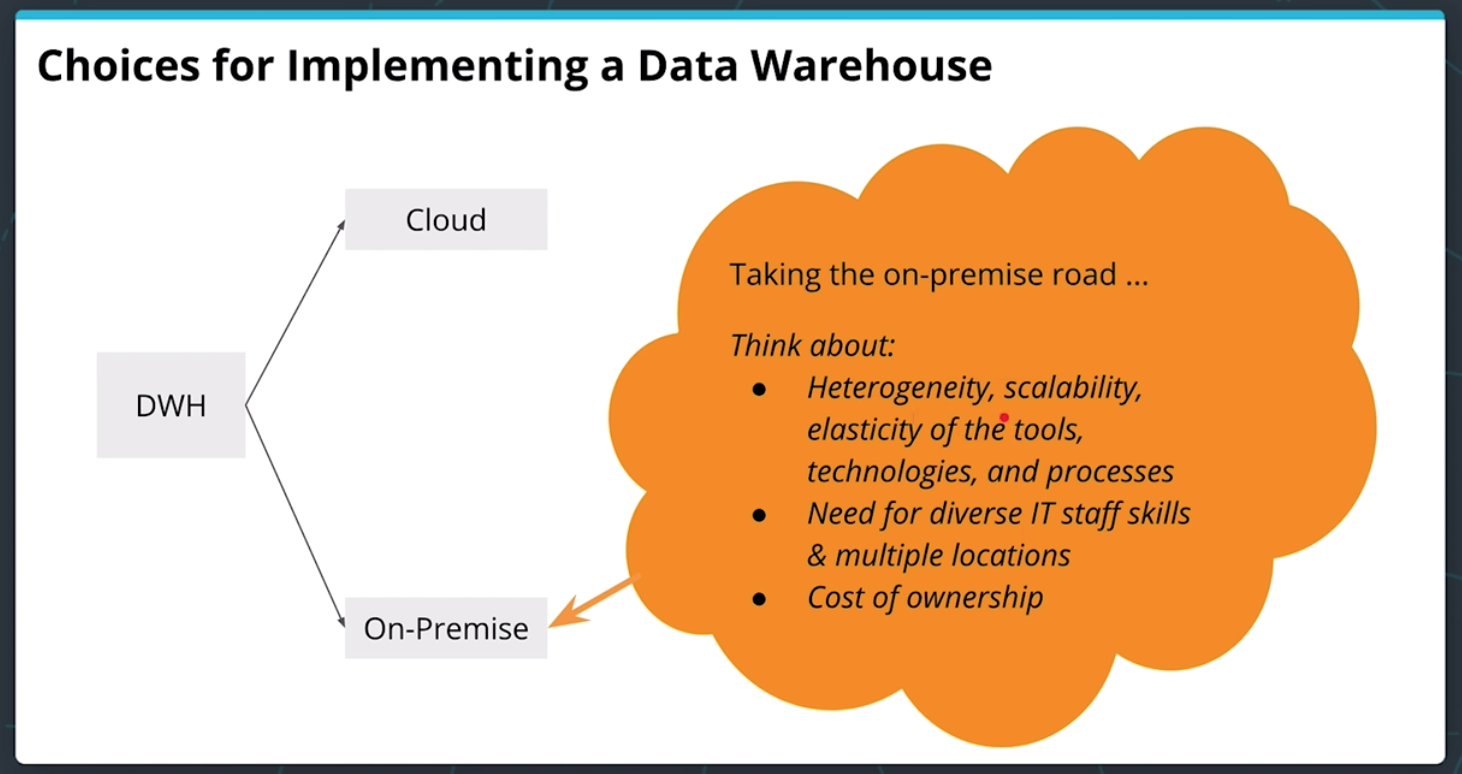 Choices for Implementing a Data Warehouse
Cloud
DWH
On-Premise
Taking the on-premise road ...
Think about:
● Heterogeneity, scalability,
elasticity of the tools,
technologies, and processes
● Need for diverse IT staff skills
& multiple locations
● Cost of ownership